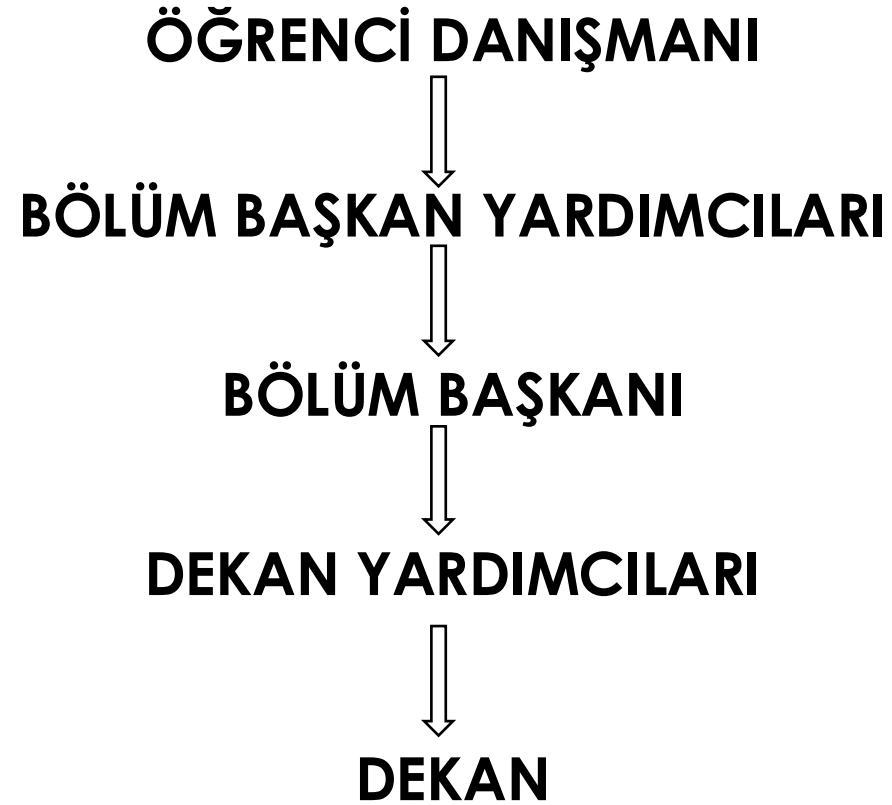 ÖĞRENCİ DANIŞMANI
BÖLÜM BAŞKAN YARDIMCILARI
BÖLÜM BAŞKANI
DEKAN YARDIMCILARI
DEKAN